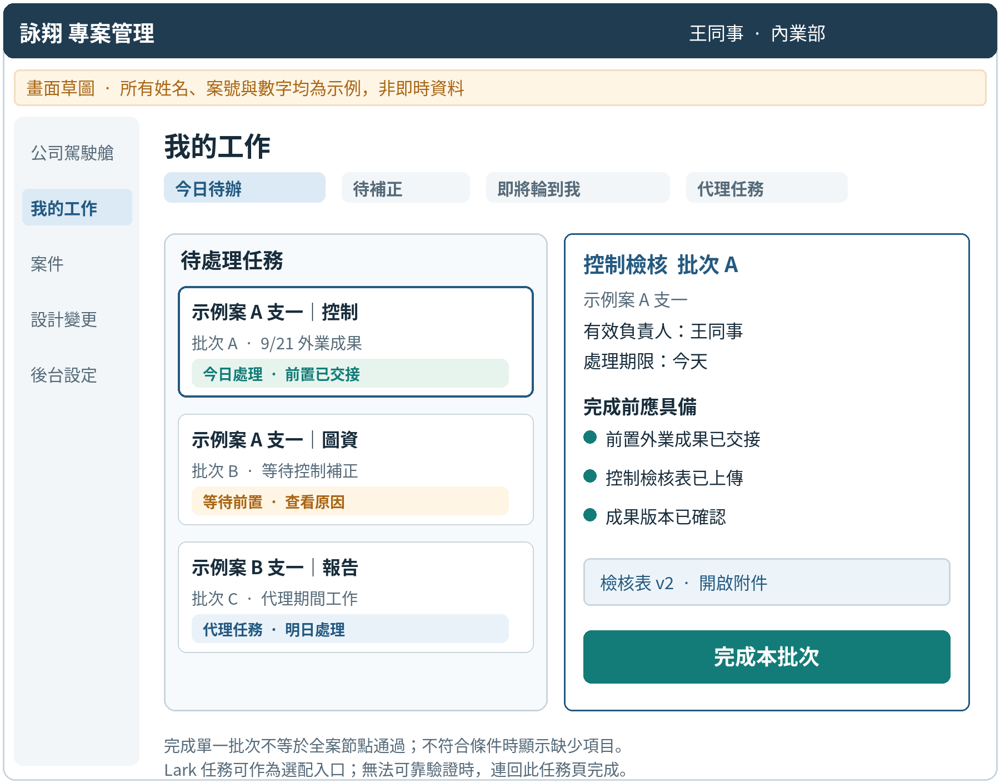 詠翔 專案管理
王同事 · 內業部
畫面草圖 · 所有姓名、案號與數字均為示例，非即時資料
公司駕駛艙
我的工作
案件
設計變更
後台設定
我的工作
今日待辦
待補正
即將輪到我
代理任務
待處理任務
示例案 A 支一｜控制
批次 A · 9/21 外業成果
今日處理 · 前置已交接
示例案 A 支一｜圖資
批次 B · 等待控制補正
等待前置 · 查看原因
示例案 B 支一｜報告
批次 C · 代理期間工作
代理任務 · 明日處理
控制檢核 批次 A
示例案 A 支一
有效負責人：王同事
處理期限：今天
完成前應具備
前置外業成果已交接
控制檢核表已上傳
成果版本已確認
檢核表 v2 · 開啟附件
完成本批次
完成單一批次不等於全案節點通過；不符合條件時顯示缺少項目。
Lark 任務可作為選配入口；無法可靠驗證時，連回此任務頁完成。